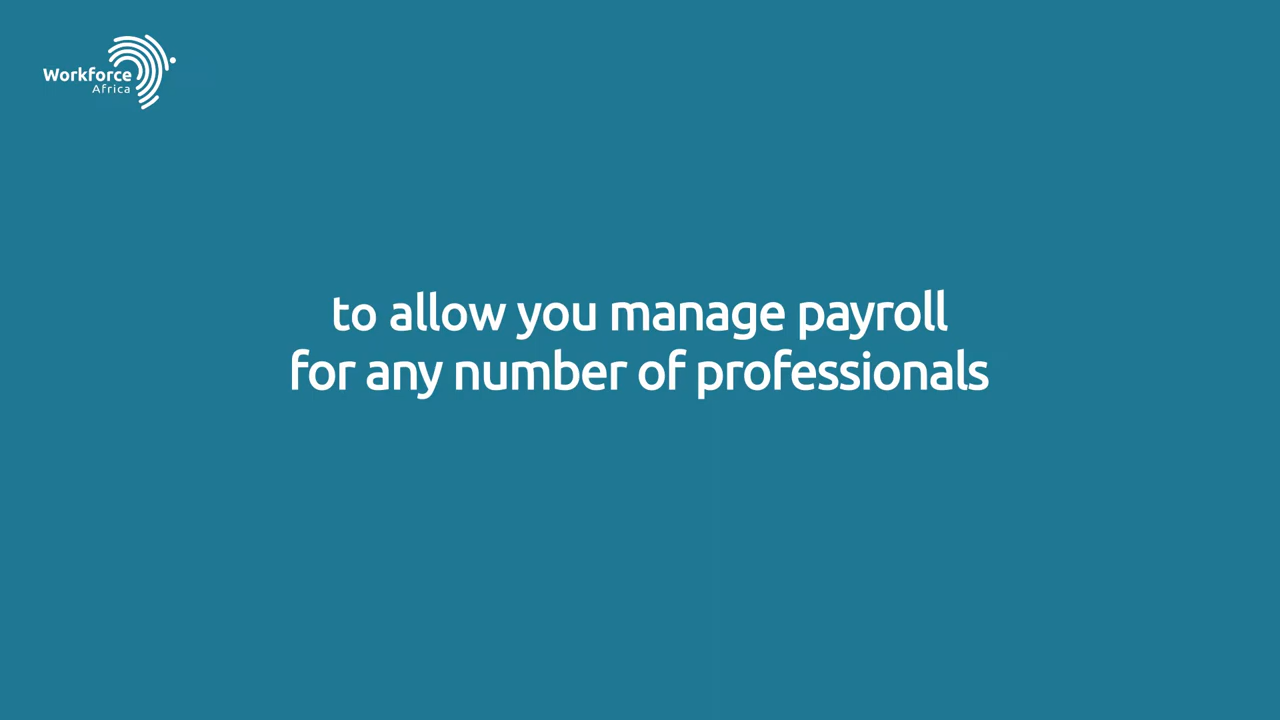 Workforce
Africa
to allow you manage payroll
for any number of professionals